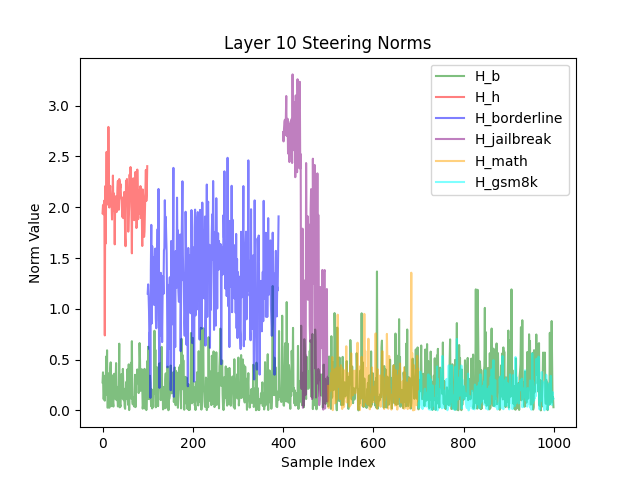 Layer 10 Steering Norms
H_b
H_h
H_borderline
H_jailbreak
H_math
H_gsm8k
Norm Value
3.0
2.5
2.0
1.5
1.0
0.5
0.0
0
200
400
600
800
1000
Sample Index